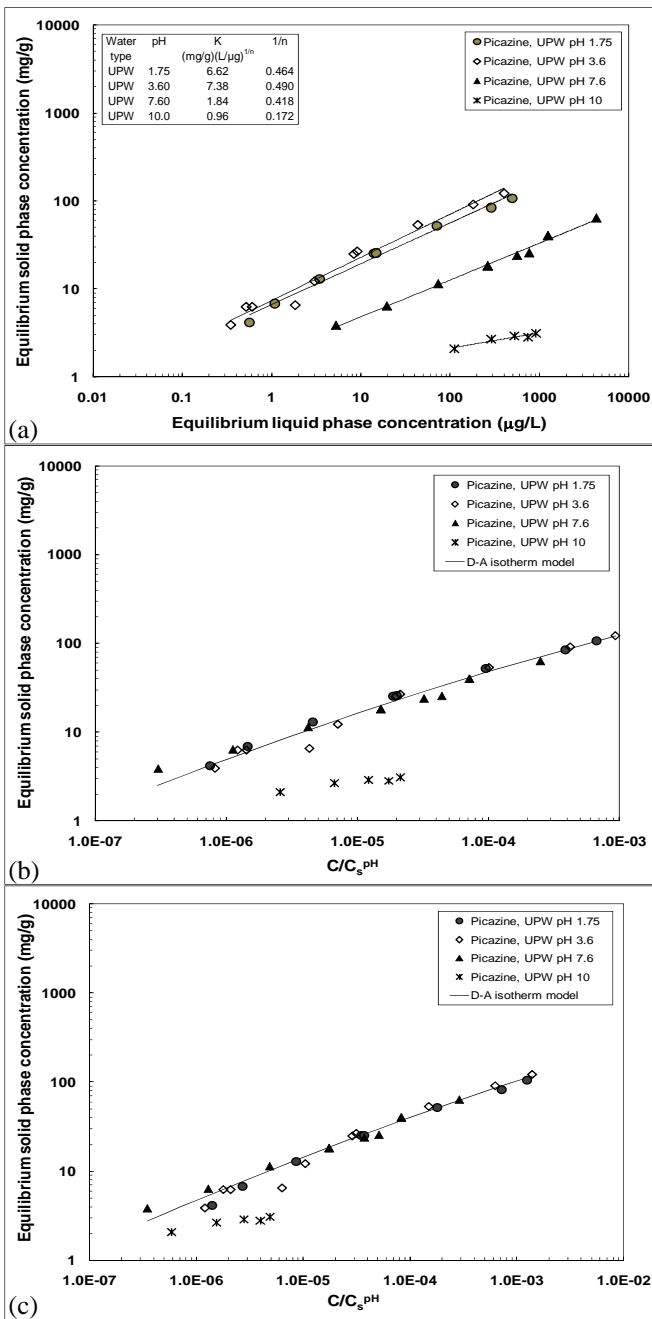 Equilibrium solid phase concentration (mg/g)
10000
1000
100
10
1
Water pH K 1/n
type (mg/g)(L/µg)1/n
UPW 1.75 6.62 0.464
UPW 3.60 7.38 0.490
UPW 7.60 1.84 0.418
UPW 10.0 0.96 0.172
Picazine, UPW pH 1.75
Picazine, UPW pH 3.6
Picazine, UPW pH 7.6
Picazine, UPW pH 10
0.01 0.1 1 10 100 1000 10000
Equilibrium liquid phase concentration (µg/L)
(a)
Equilibrium solid phase concentration (mg/g)
10000
1000
100
10
1
Picazine, UPW pH 1.75
Picazine, UPW pH 3.6
Picazine, UPW pH 7.6
Picazine, UPW pH 10
D-A isotherm model
1.0E-07 1.0E-06 1.0E-05 1.0E-04 1.0E-03
C/CspH
(b)
Equilibrium solid phase concentration (mg/g)
10000
1000
100
10
1
Picazine, UPW pH 1.75
Picazine, UPW pH 3.6
Picazine, UPW pH 7.6
Picazine, UPW pH 10
D-A isotherm model
1.0E-07 1.0E-06 1.0E-05 1.0E-04 1.0E-03 1.0E-02
C/CspH
(c)